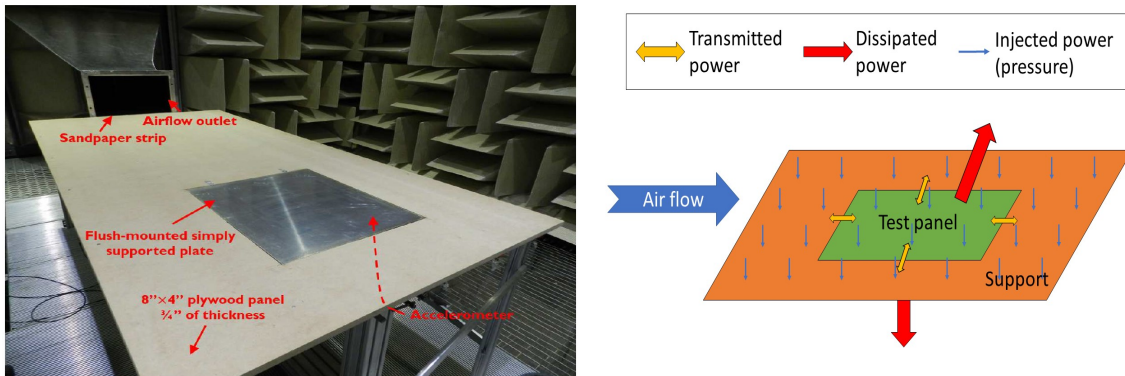 Airflow outlet
Sandpaper strip
Flush-mounted simply
supported plate
8”×4” plywood panel
¾” of thickness
Accelerometer
Transmitted
power
Dissipated
power
Injected power
(pressure)
Air flow
Test panel
Support